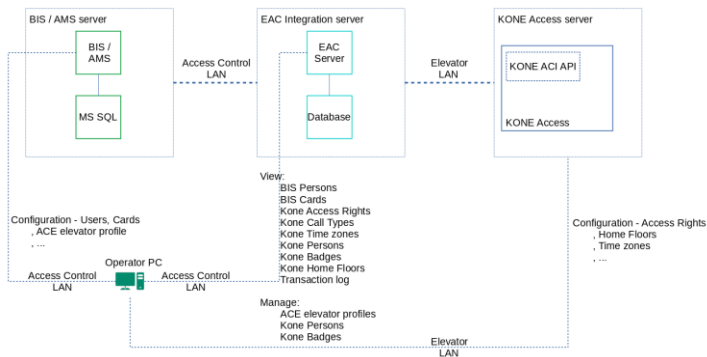 BIS / AMS server
EAC Integration server
KONE Access server
BIS /
AMS
EAC
Server
KONE ACI API
Access Control
LAN
Elevator
LAN
MS SQL
Database
KONE Access
View:
BIS Persons
BIS Cards
Kone Access Rights
Kone Call Types
Kone Time zones
Kone Persons
Kone Badges
Kone Home Floors
Transaction log
Configuration - Users, Cards
, ACE elevator profile
, ...
Configuration - Access Rights
, Home Floors
, Time zones
, ...
Operator PC
Access Control
LAN
Access Control
LAN
Manage:
ACE elevator profiles
Kone Persons
Kone Badges
Elevator
LAN